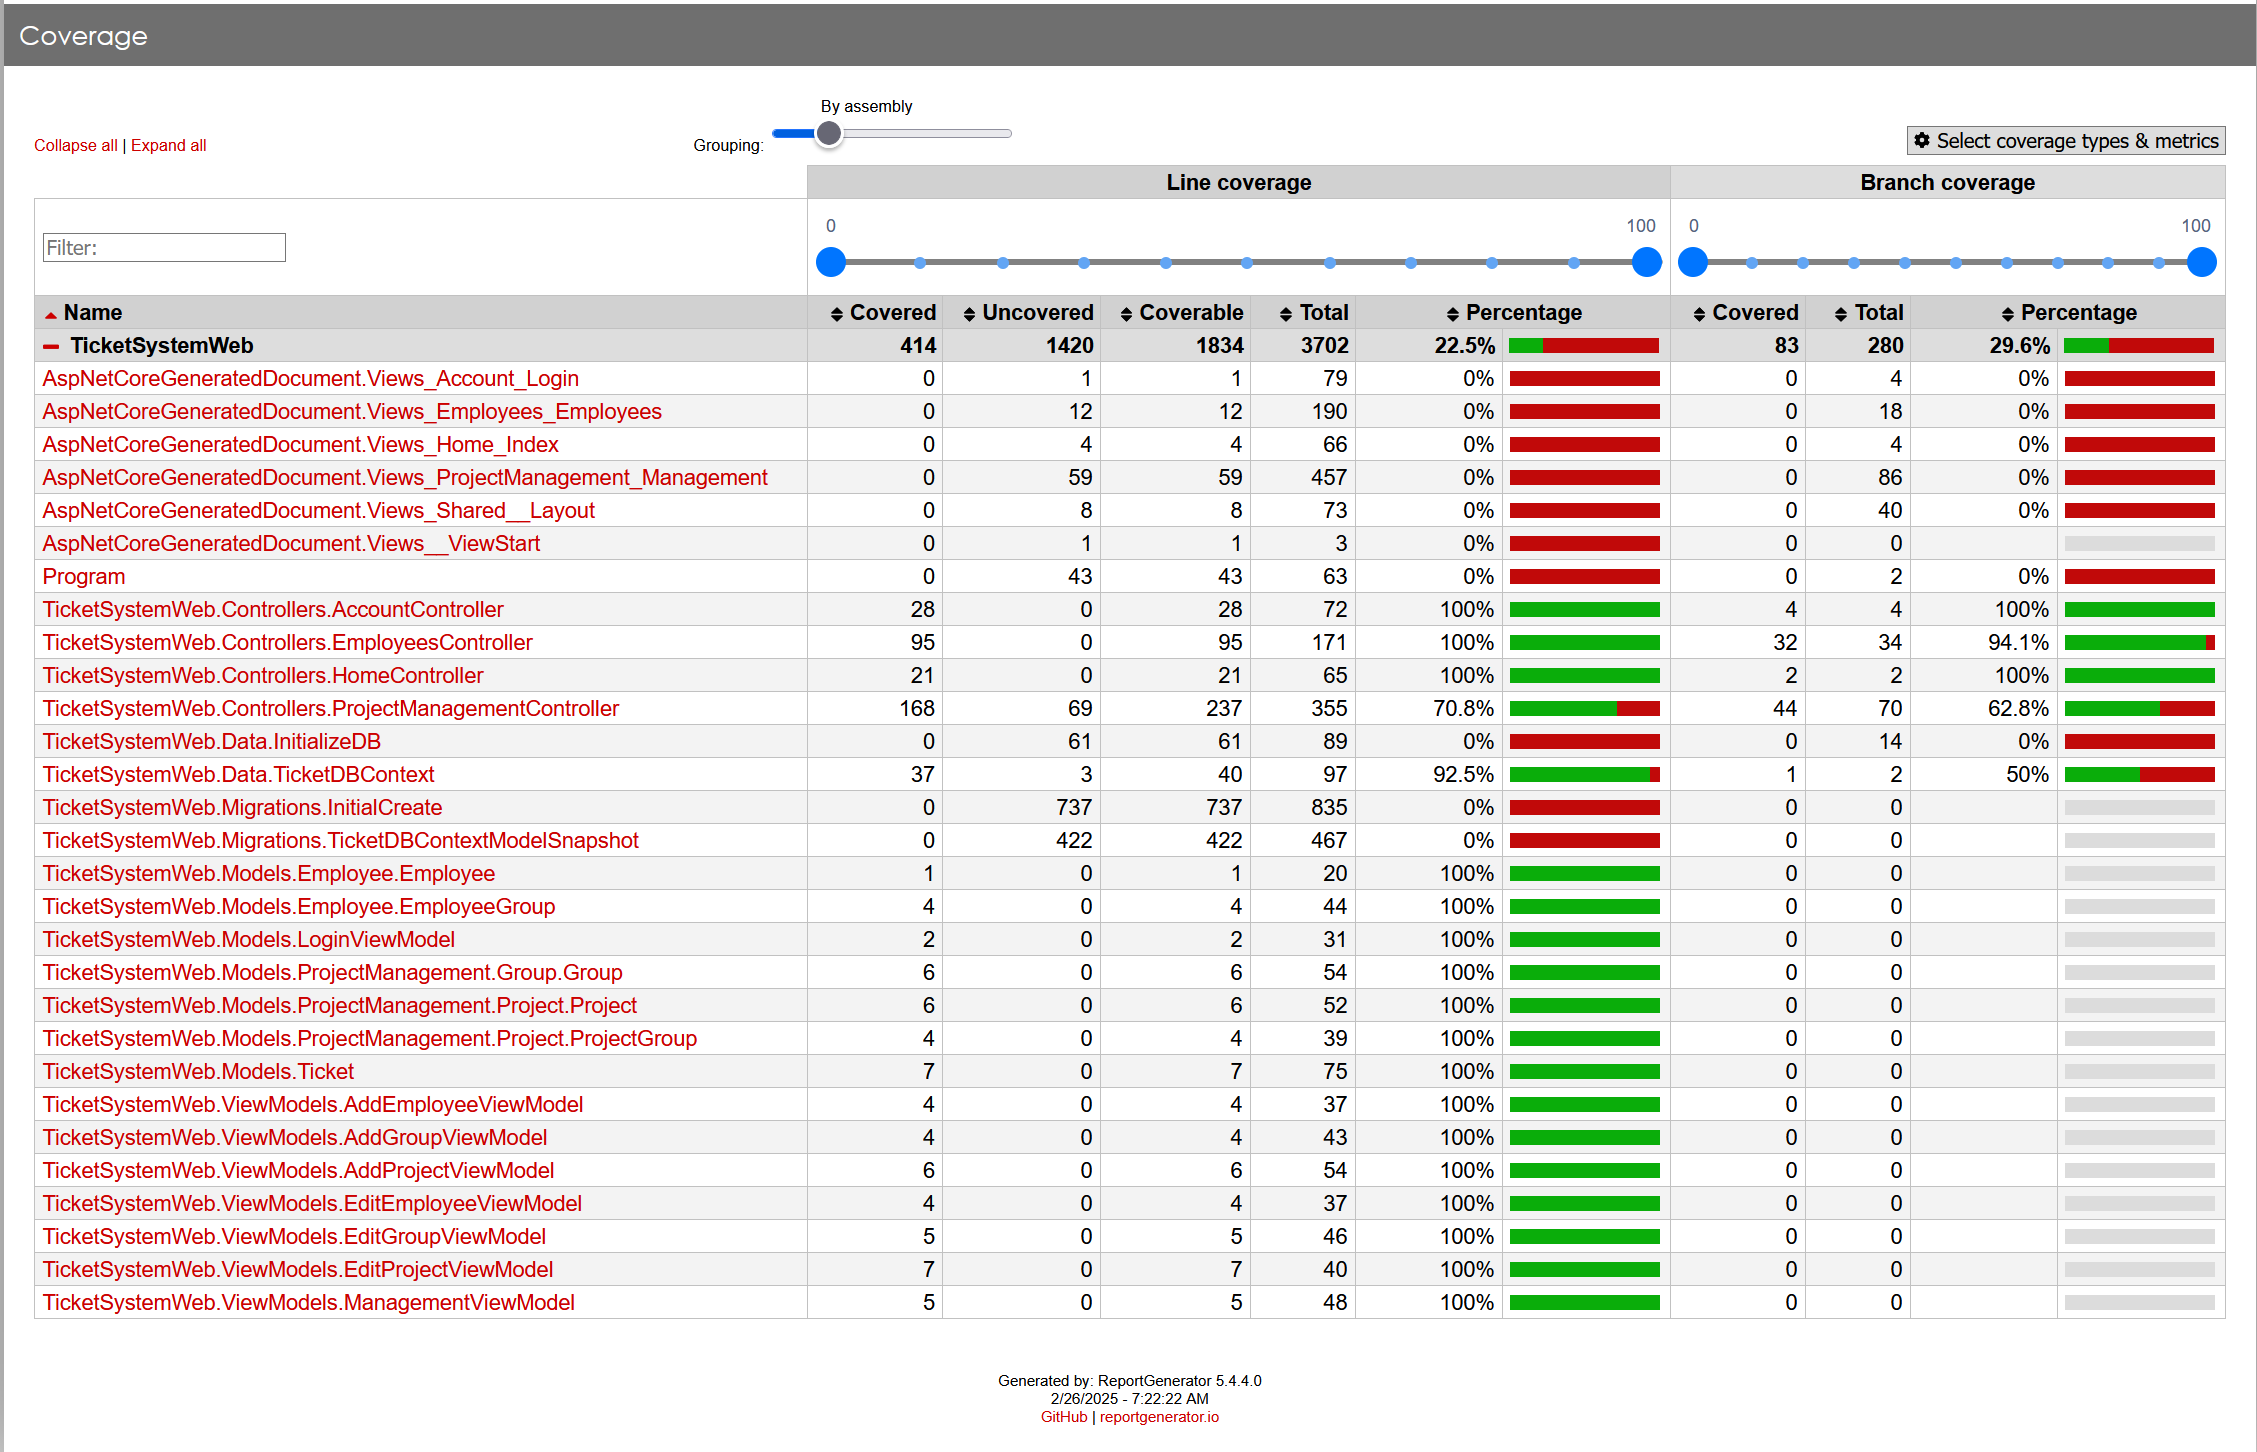 Coverage
By assembly
Collapse all | Expand all
Grouping:
Select coverage types & metrics
Line coverage
Branch coverage
0 100 0 100
Filter:
Name Covered Uncovered Coverable Total Percentage Covered Total Percentage
TicketSystemWeb 414 1420 1834 3702 22.5% 83 280 29.6%
AspNetCoreGeneratedDocument.Views_Account_Login 0 1 1 79 0% 0 4 0%
AspNetCoreGeneratedDocument.Views_Employees_Employees 0 12 12 190 0% 0 18 0%
AspNetCoreGeneratedDocument.Views_Home_Index 0 4 4 66 0% 0 4 0%
AspNetCoreGeneratedDocument.Views_ProjectManagement_Management 0 59 59 457 0% 0 86 0%
AspNetCoreGeneratedDocument.Views_Shared__Layout 0 8 8 73 0% 0 40 0%
AspNetCoreGeneratedDocument.Views__ViewStart 0 1 1 3 0% 0 0
Program 0 43 43 63 0% 0 2 0%
TicketSystemWeb.Controllers.AccountController 28 0 28 72 100% 4 4 100%
TicketSystemWeb.Controllers.EmployeesController 95 0 95 171 100% 32 34 94.1%
TicketSystemWeb.Controllers.HomeController 21 0 21 65 100% 2 2 100%
TicketSystemWeb.Controllers.ProjectManagementController 168 69 237 355 70.8% 44 70 62.8%
TicketSystemWeb.Data.InitializeDB 0 61 61 89 0% 0 14 0%
TicketSystemWeb.Data.TicketDBContext 37 3 40 97 92.5% 1 2 50%
TicketSystemWeb.Migrations.InitialCreate 0 737 737 835 0% 0 0
TicketSystemWeb.Migrations.TicketDBContextModelSnapshot 0 422 422 467 0% 0 0
TicketSystemWeb.Models.Employee.Employee 1 0 1 20 100% 0 0
TicketSystemWeb.Models.Employee.EmployeeGroup 4 0 4 44 100% 0 0
TicketSystemWeb.Models.LoginViewModel 2 0 2 31 100% 0 0
TicketSystemWeb.Models.ProjectManagement.Group.Group 6 0 6 54 100% 0 0
TicketSystemWeb.Models.ProjectManagement.Project.Project 6 0 6 52 100% 0 0
TicketSystemWeb.Models.ProjectManagement.Project.ProjectGroup 4 0 4 39 100% 0 0
TicketSystemWeb.Models.Ticket 7 0 7 75 100% 0 0
TicketSystemWeb.ViewModels.AddEmployeeViewModel 4 0 4 37 100% 0 0
TicketSystemWeb.ViewModels.AddGroupViewModel 4 0 4 43 100% 0 0
TicketSystemWeb.ViewModels.AddProjectViewModel 6 0 6 54 100% 0 0
TicketSystemWeb.ViewModels.EditEmployeeViewModel 4 0 4 37 100% 0 0
TicketSystemWeb.ViewModels.EditGroupViewModel 5 0 5 46 100% 0 0
TicketSystemWeb.ViewModels.EditProjectViewModel 7 0 7 40 100% 0 0
TicketSystemWeb.ViewModels.ManagementViewModel 5 0 5 48 100% 0 0
Generated by: ReportGenerator 5.4.4.0
2/26/2025 - 7:22:22 AM
GitHub | reportgenerator.io